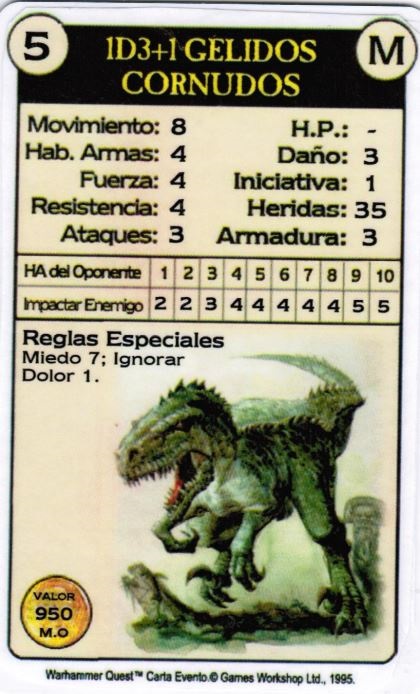 5
1D3+1 GELIDOS
CORNUDOS
M
Movimiento: 8 H.P.: -
Hab. Armas: 4 Daño: 3
Fuerza: 4 Iniciativa: 1
Resistencia: 4 Heridas: 35
Ataques: 3 Armadura: 3
HA del Oponente 1 2 3 4 5 6 7 8 9 10
Impactar Enemigo 2 2 3 4 4 4 4 4 5 5
Reglas Especiales
Miedo 7; Ignorar
Dolor 1.
VALOR
950
M.O
Warhammer Quest™ Carta Evento.© Games Workshop Ltd., 1995.